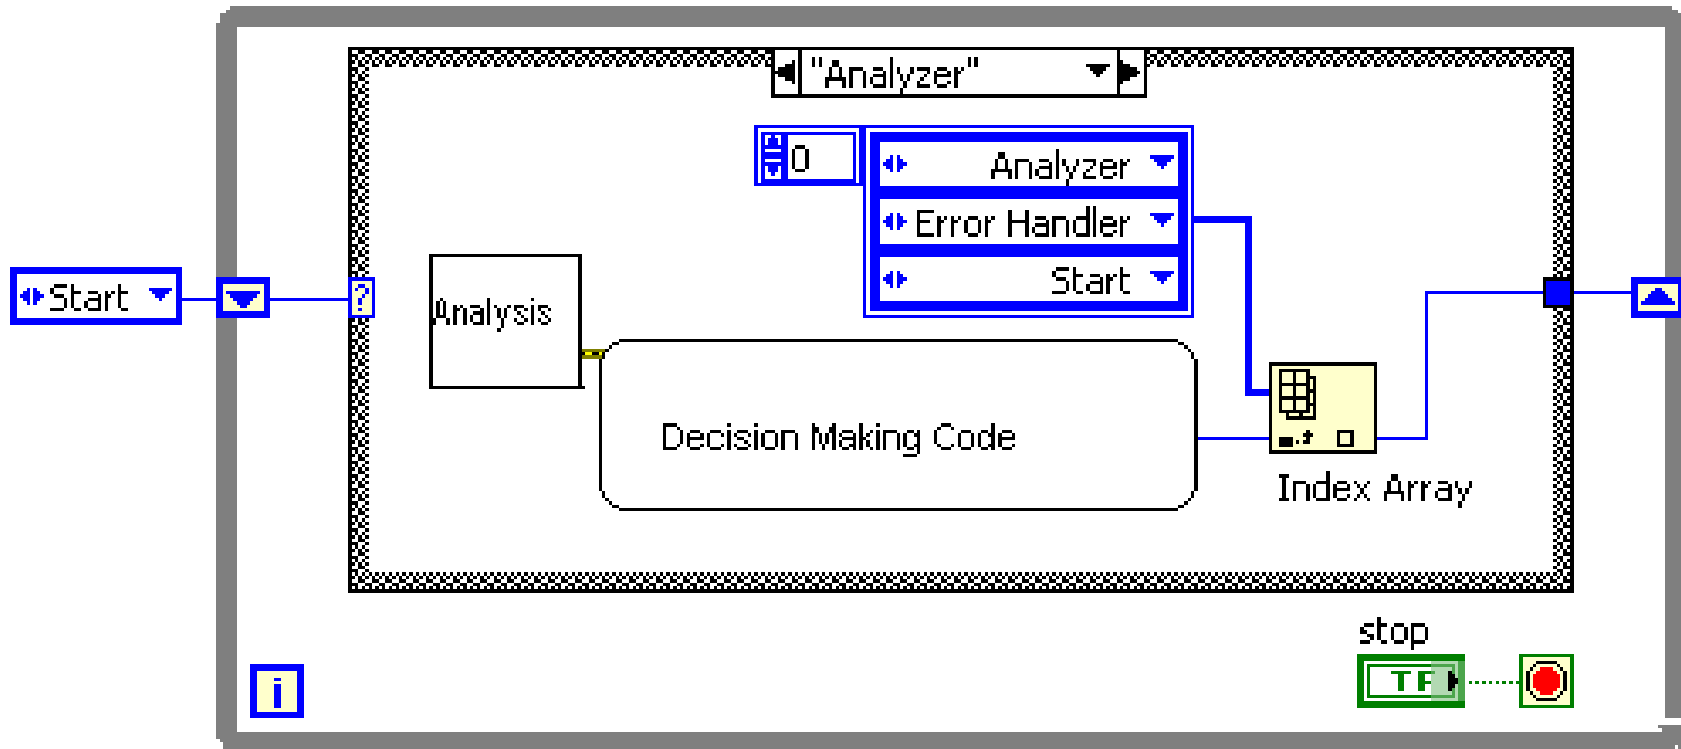 "Analyzer"
0
Analyzer
Error Handler
Start
Start
?
Analysis
Decision Making Code
Index Array
stop
TF
i